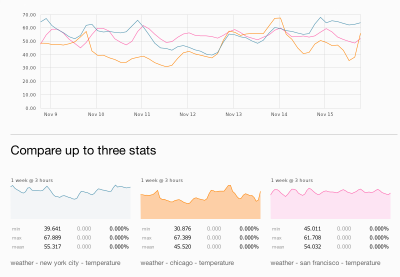 70.00
60.00
50.00
40.00
30.00
20.00
10.00
0.00
Nov 9 Nov 10 Nov 11 Nov 12 Nov 13 Nov 14 Nov 15
Compare up to three stats
1 week @ 3 hours 1 week @ 3 hours 1 week @ 3 hours
min 39.641 0.000 0.000% min 30.876 0.000 0.000% min 45.011 0.000 0.000%
max 67.889 0.000 0.000% max 67.389 0.000 0.000% max 61.708 0.000 0.000%
mean 55.317 0.000 0.000% mean 45.520 0.000 0.000% mean 54.032 0.000 0.000%
weather - new york city - temperature weather - chicago - temperature weather - san francisco - temperature